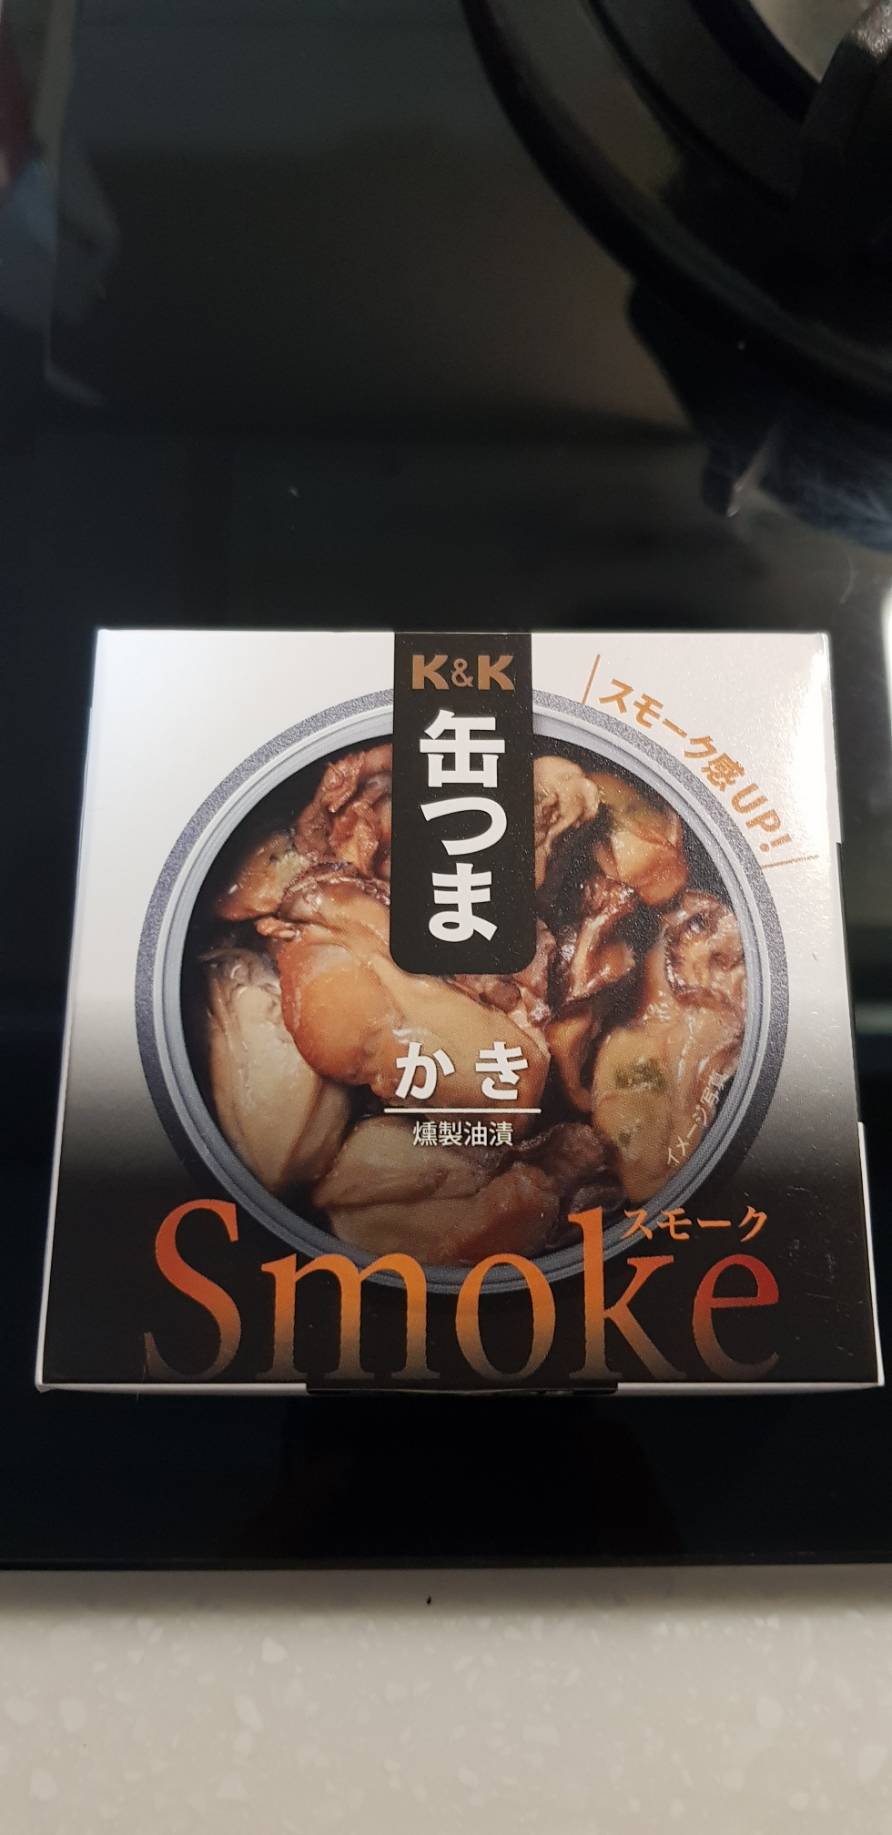 K&K
缶つま
スモーク感UP!
かき
燻製油漬
イメージ写真
スモーク
Smoke